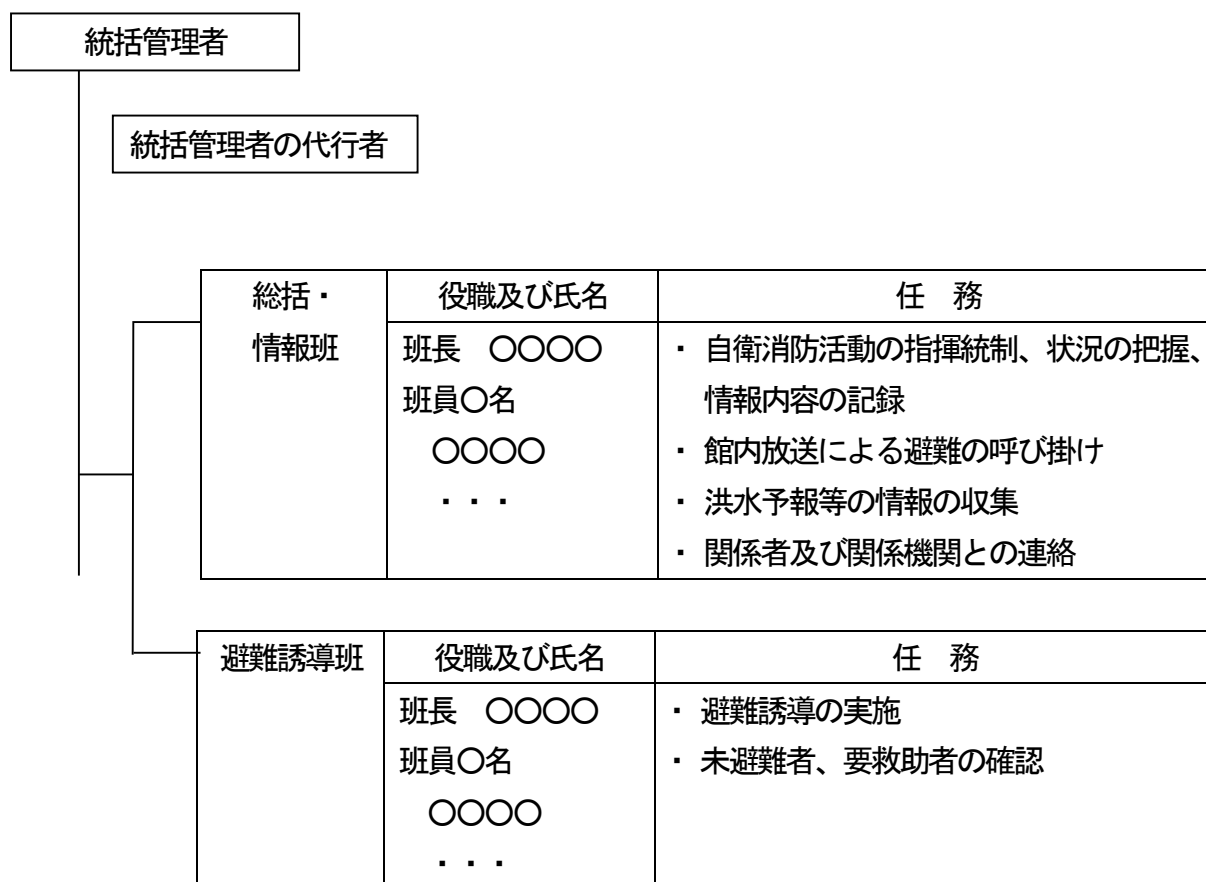 統括管理者
統括管理者の代行者
総括・
情報班
役職及び氏名
任　務
班長　〇〇〇〇
班員〇名
〇〇〇〇
・・・
・ 自衛消防活動の指揮統制、状況の把握、
情報内容の記録
・ 館内放送による避難の呼び掛け
・ 洪水予報等の情報の収集
・ 関係者及び関係機関との連絡
避難誘導班
役職及び氏名
任　務
班長　〇〇〇〇
班員〇名
〇〇〇〇
・・・
・ 避難誘導の実施
・ 未避難者、要救助者の確認